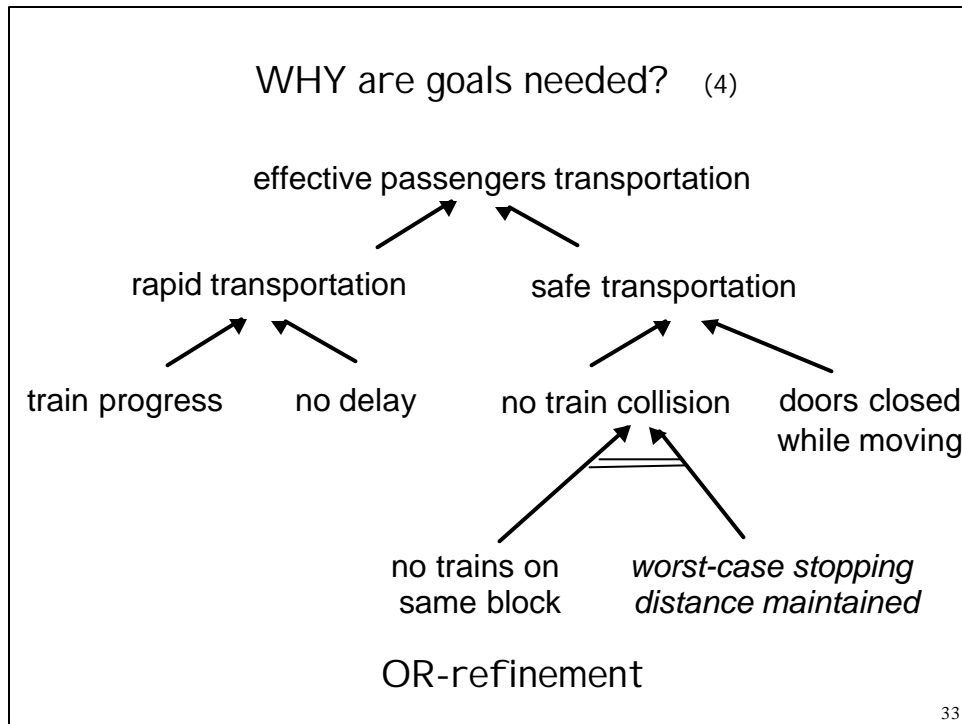 WHY are goals needed? (4)
effective passengers transportation
rapid transportation safe transportation
train progress no delay no train collision doors closed
while moving
no trains on worst-case stopping
same block distance maintained
OR-refinement
33